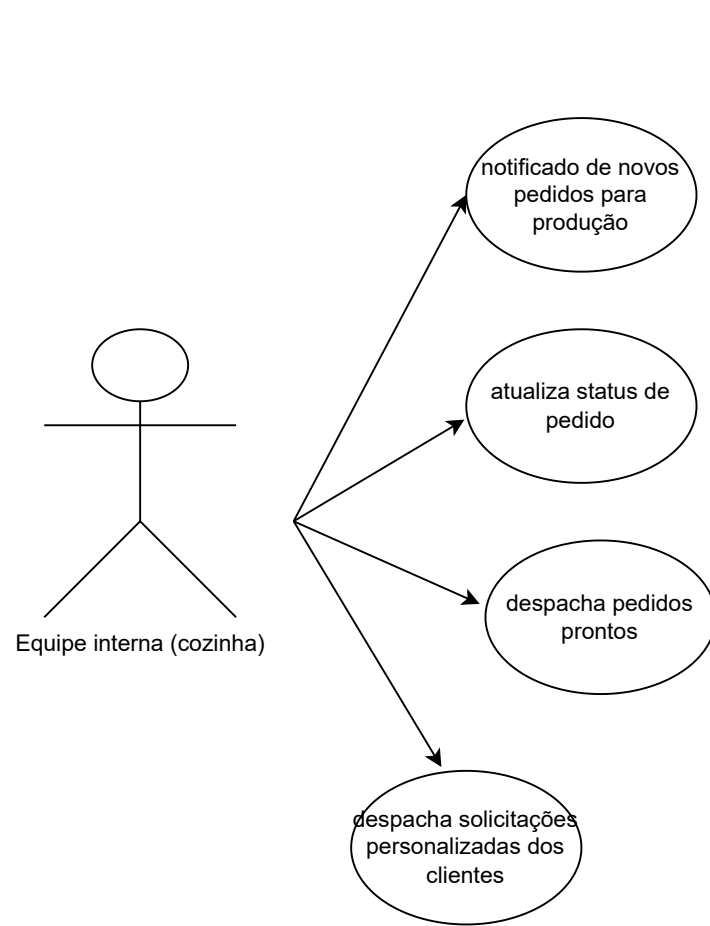 notificado de novos
pedidos para
produção
atualiza status de
pedido
despacha pedidos
prontos
Equipe interna (cozinha)
despacha solicitações
personalizadas dos
clientes